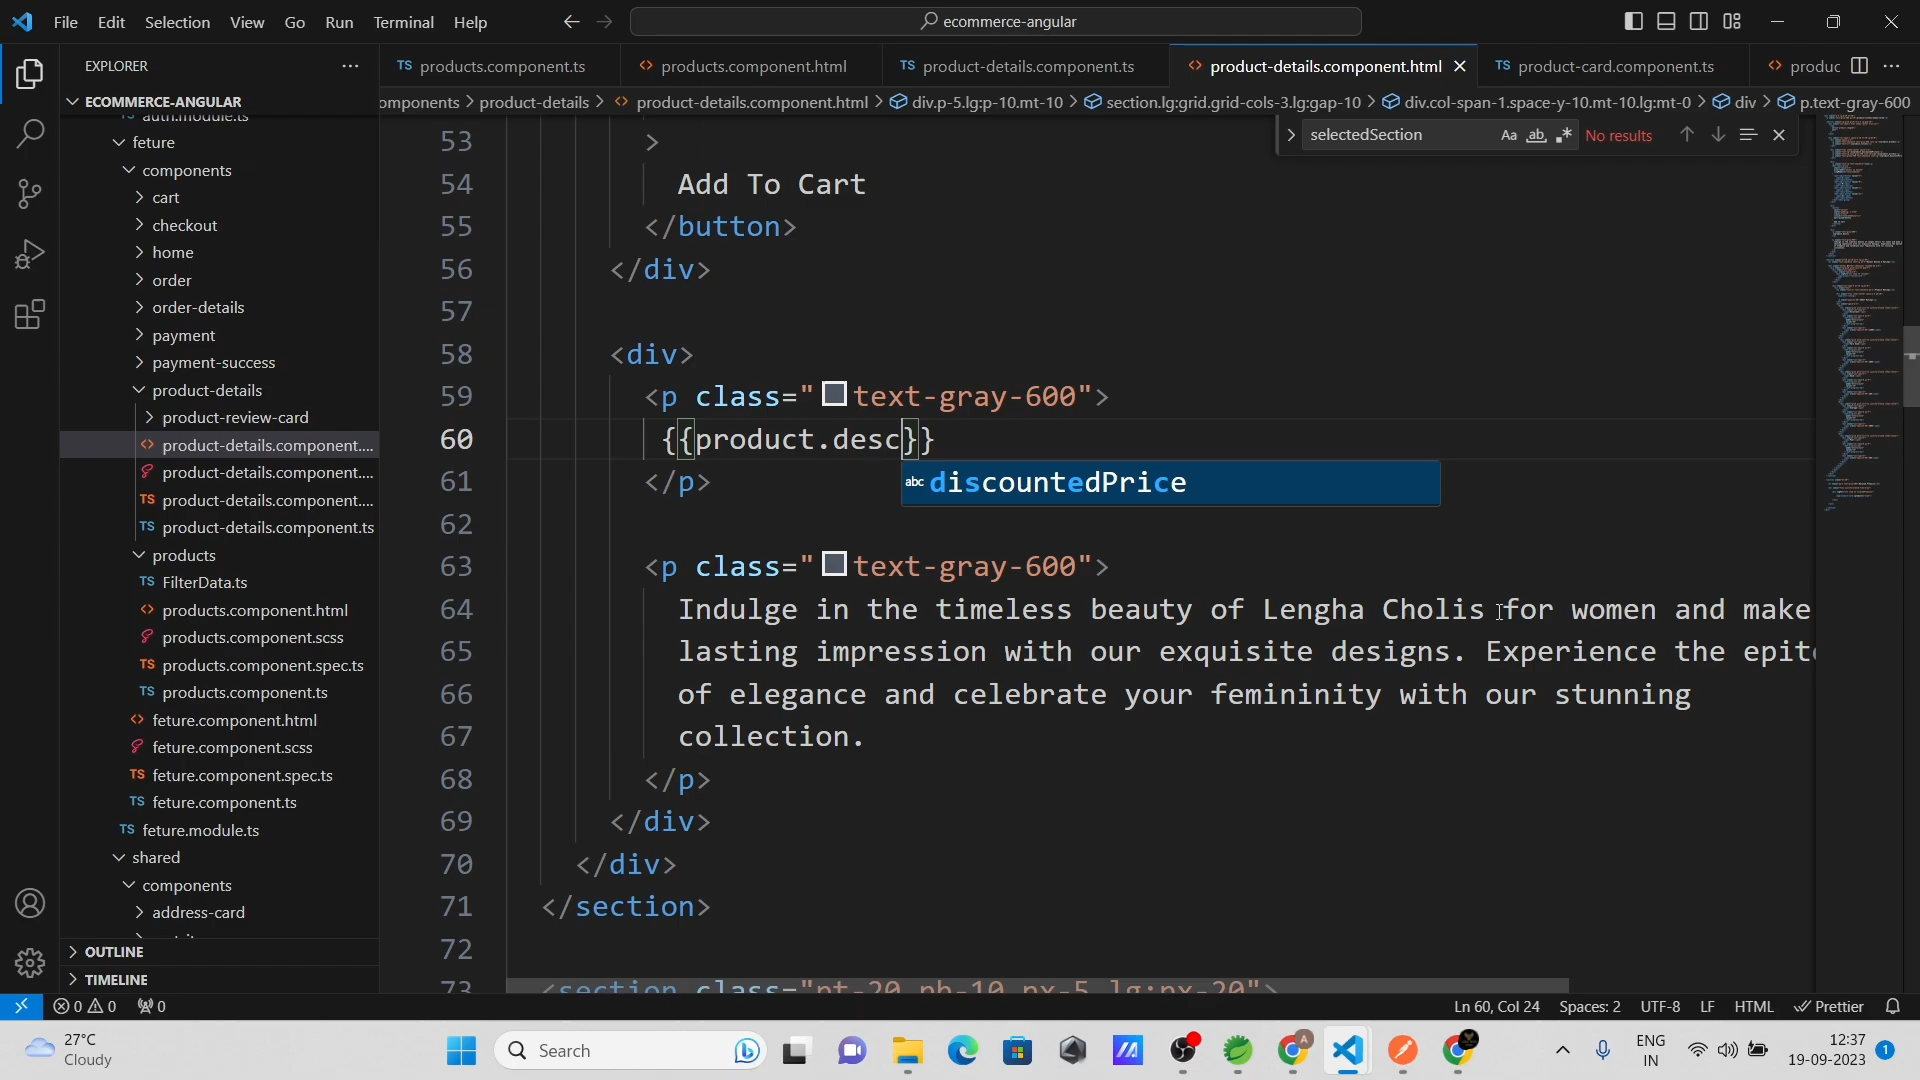 File Edit Selection View Go Run Terminal Help
ecommerce-angular
EXPLORER
TS products.component.ts
products.component.html
TS product-details.component.ts
product-details.component.html
TS product-card.component.ts
produc
ECOMMERCE-ANGULAR
omponents > product-details > product-details.component.html > div.p-5.lg:p-10.mt-10 > section.lg:grid.grid-cols-3.lg:gap-10 > div.col-span-1.space-y-10.mt-10.lg:mt-0 > div > p.text-gray-600
selectedSection
Aa ab No results
TS auth.module.ts
feture
components
cart
checkout
home
order
order-details
payment
payment-success
product-details
product-review-card
product-details.component....
product-details.component....
TS product-details.component....
TS product-details.component.ts
products
TS FilterData.ts
products.component.html
products.component.scss
TS products.component.spec.ts
TS products.component.ts
feture.component.html
feture.component.scss
TS feture.component.spec.ts
TS feture.component.ts
TS feture.module.ts
shared
components
address-card
OUTLINE
TIMELINE
53 >
54 Add To Cart
55 </button>
56 </div>
57
58 <div>
59 <p class="text-gray-600">
60 {{product.desc}}
abc discountedPrice
61 </p>
62
63 <p class="text-gray-600">
64 Indulge in the timeless beauty of Lengha Cholis for women and make
65 lasting impression with our exquisite designs. Experience the epit
66 of elegance and celebrate your femininity with our stunning
67 collection.
68 </p>
69 </div>
70 </div>
71 </section>
72
73 <section class="pt-20 pb-10 px-5 lg:px-20">
0 0 0
Ln 60, Col 24 Spaces: 2 UTF-8 LF HTML Prettier
27°C
Cloudy
Search
ENG
IN
12:37
19-09-2023
1